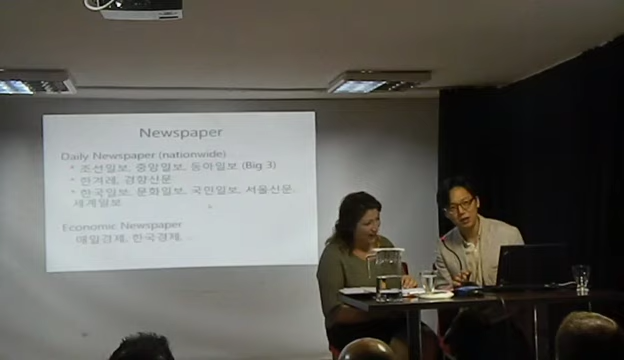 Newspaper
Daily Newspaper (nationwide)
* 조선일보, 중앙일보, 동아일보 (Big 3)
* 한겨레, 경향신문
* 한국일보, 문화일보, 국민일보, 서울신문,
세계일보
Economic Newspaper
매일경제, 한국경제, ...